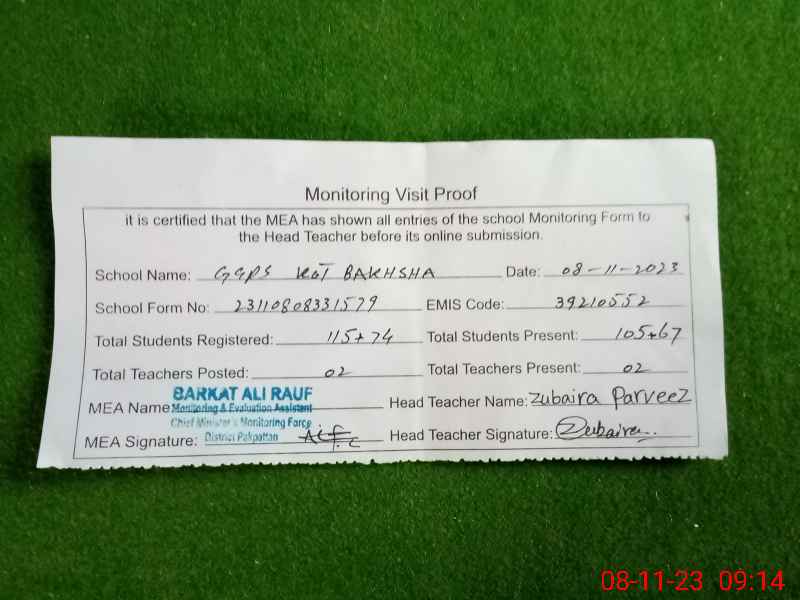 Monitoring Visit Proof
it is certified that the MEA has shown all entries of the school Monitoring Form to
the Head Teacher before its online submission.
School Name: GGPS KOT BAKHSHA Date: 08-11-2023
School Form No: 23110808331579 EMIS Code: 39210552
Total Students Registered: 115+74 Total Students Present: 105+67
Total Teachers Posted: 02 Total Teachers Present: 02
BARKAT ALI RAUF
MEA Name Monitoring & Evaluation Assistant Head Teacher Name: Zubaira Parveez
Chief Minister's Monitoring Force
MEA Signature: District Pakpattan Head Teacher Signature: Zubaira
08-11-23 09:14